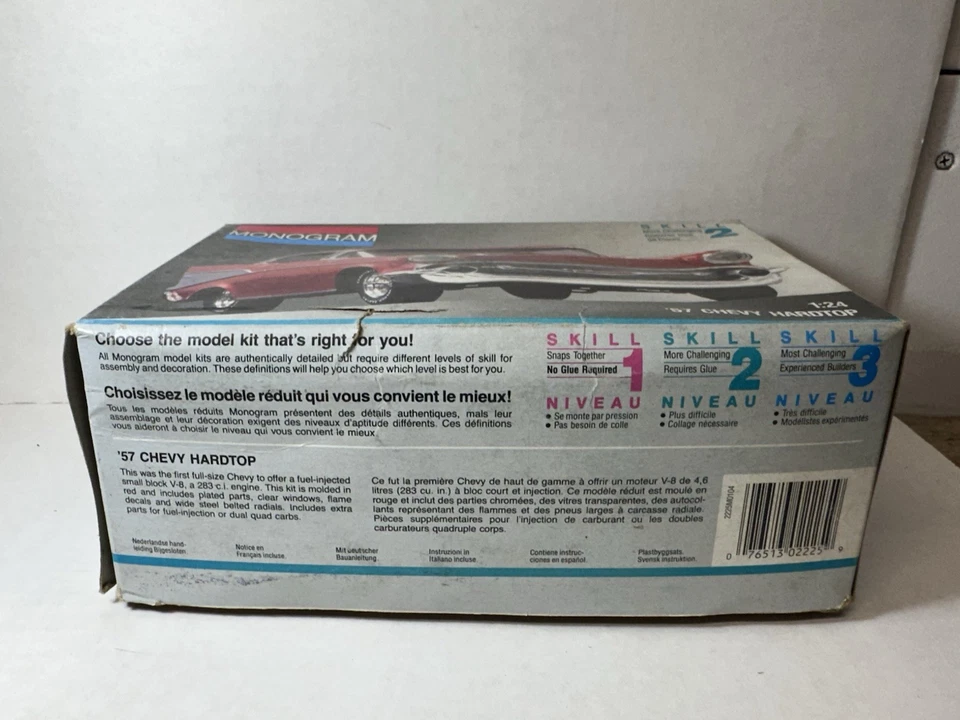 MONOGRAM
SKILL
2
1:24
'57 CHEVY HARDTOP
Choose the model kit that's right for you!
All Monogram model kits are authentically detailed but require different levels of skill for
assembly and decoration. These definitions will help you choose which level is best for you.
Choisissez le modèle réduit qui vous convient le mieux!
Tous les modèles réduits Monogram présentent des détails authentiques, mais leur
assemblage et leur décoration exigent des niveaux d'aptitude différents. Ces définitions
vous aideront à choisir le niveau qui vous convient le mieux
SKILL
Snaps Together
No Glue Required
1
NIVEAU
• Se monte par pression
• Pas besoin de colle
SKILL
More Challenging
Requires Glue
2
NIVEAU
• Plus difficile
• Collage nécessaire
SKILL
Most Challenging
Experienced Builders
3
NIVEAU
• Très difficile
• Modelistes expérimentés
'57 CHEVY HARDTOP
This was the first full-size Chevy to offer a fuel-injected
small block V-8, a 283 c.i. engine. This kit is molded in
red and includes plated parts, clear windows, flame
decals and wide steel belted radials. Includes extra
parts for fuel-injection or dual quad carbs.
Ce fut la première Chevy de haut de gamme à offrir un moteur V-8 de 4,6
litres (283 cu. in.) à bloc court et injection. Ce modèle réduit est moulé en
rouge et inclut des parties chromées, des vitres transparentes, des autocol-
lants représentant des flammes et des pneus larges à carcasse radiale.
Pièces supplémentaires pour l'injection de carburant ou les doubles
carburateurs quadruple corps.
Nederlandse hand-
leiding Bijgesloten
Notice en
Français incluse.
Mit deutscher
Bauanleitung.
Instruzioni in
Italiano incluse
Contiene instruc-
ciones en español.
Plastbyggsats.
Svensk instruktion.
2225M0104
0 76513 02225 9